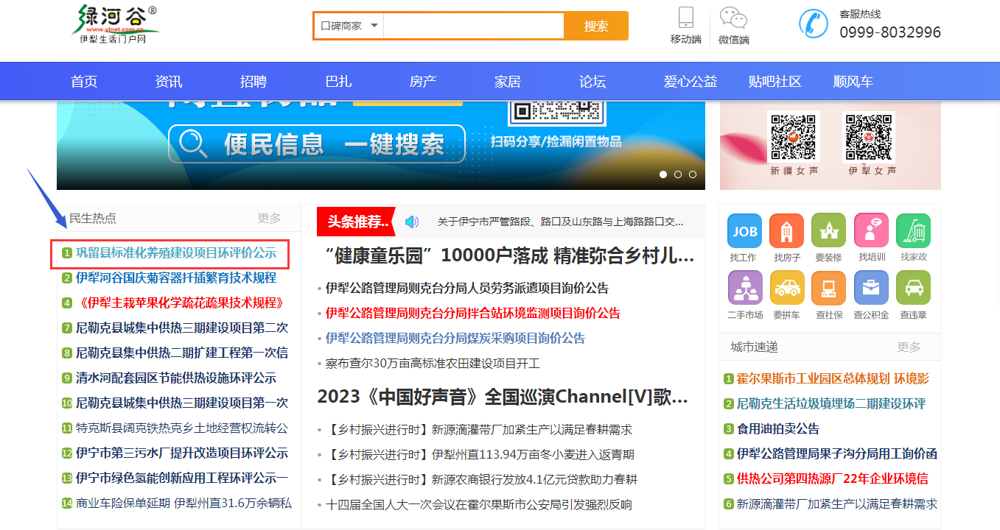 绿河谷®
www.ylnet.com.cn
伊犁生活门户网
口碑商家
搜索
移动端
微信端
客服热线
0999-8032996
首页 资讯 招聘 巴扎 房产 家居 论坛 爱心公益 贴吧社区 顺风车
便民信息 一键搜索
扫码分享/捡漏闲置物品
新疆女声
伊犁女声
民生热点 更多
1 巩留县标准化养殖建设项目环评价公示
2 伊犁河谷国庆菊容器扦插繁育技术规程
4 《伊犁主栽苹果化学疏花疏果技术规程》
7 尼勒克县城集中供热三期建设项目第二次
8 尼勒克县集中供热二期扩建工程第一次信
9 清水河配套园区节能供热设施环评公示
10 尼勒克县城集中供热三期建设项目第一次
11 特克斯县阔克铁热克乡土地经营权流转公
12 伊宁市第三污水厂提升改造项目环评公示
13 伊宁市绿色氢能创新应用工程环评公示一
14 商业车险保单延期 伊犁州直31.6万余辆私
头条推荐..
关于伊宁市严管路段、路口及山东路与上海路路口交...
“健康童乐园”10000户落成 精准弥合乡村儿...
伊犁公路管理局则克台分局人员劳务派遣项目询价公告
伊犁公路管理局则克台分局拌合站环境监测项目询价公告
伊犁公路管理局则克台分局煤炭采购项目询价公告
察布查尔30万亩高标准农田建设项目开工
2023《中国好声音》全国巡演Channel[V]歌...
【乡村振兴进行时】新源滴灌带厂加紧生产以满足春耕需求
【乡村振兴进行时】伊犁州直113.94万亩冬小麦进入返青期
【乡村振兴进行时】新源农商银行发放4.1亿元贷款助力春耕
十四届全国人大一次会议在霍尔果斯市公安局引发强烈反响
JOB
找工作 找房子 要装修 找培训 找家政
二手市场 要拼车 查社保 查公积金 查违章
城市速递 更多
1 霍尔果斯市工业园区总体规划 环境影
2 尼勒克生活垃圾填埋场二期建设环评
3 食用油拍卖公告
4 伊犁公路管理局果子沟分局用工询价函
5 供热公司第四热源厂22年企业环境信
6 新源滴灌带厂加紧生产以满足春耕需求